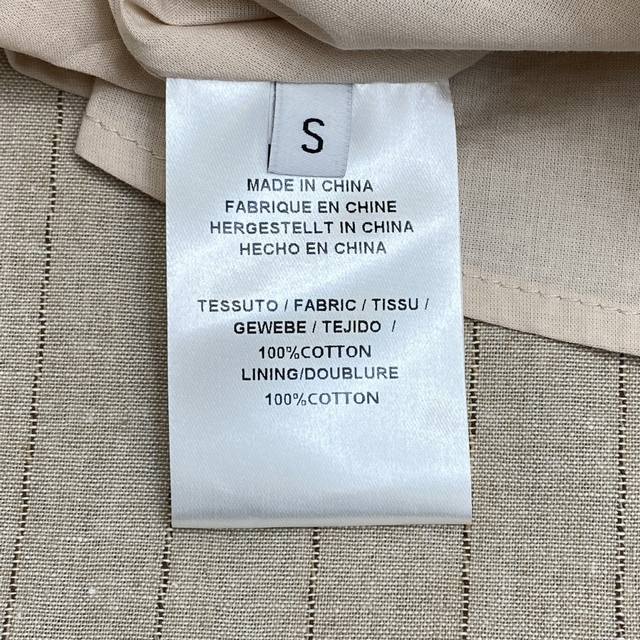 S
MADE IN CHINA
FABRIQUE EN CHINE
HERGESTELLT IN CHINA
HECHO EN CHINA
TESSUTO / FABRIC / TISSU /
GEWEBE / TEJIDO /
100%COTTON
LINING/DOUBLURE
100%COTTON